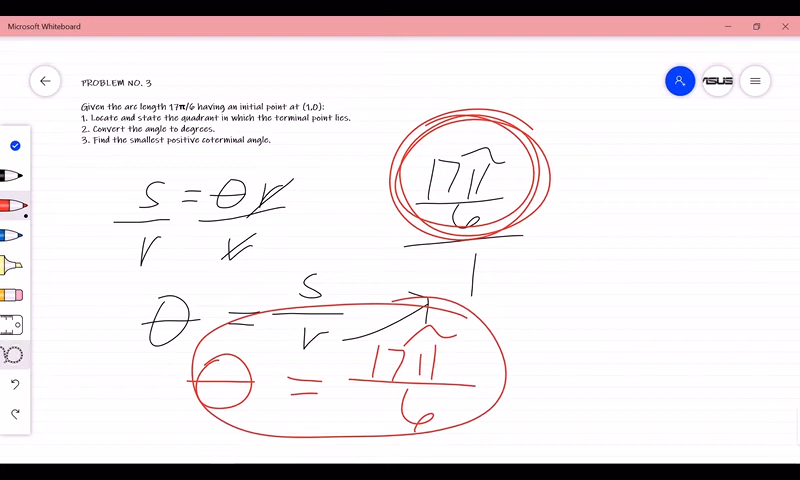 Microsoft Whiteboard
PROBLEM NO. 3
ASUS
Given the arc length 17π/6 having an initial point at (1,0):
1. Locate and state the quadrant in which the terminal point lies.
2. Convert the angle to degrees.
3. Find the smallest positive coterminal angle.
s = θr
r r
17π
6
1
θ = s
r
θ = 17π
6